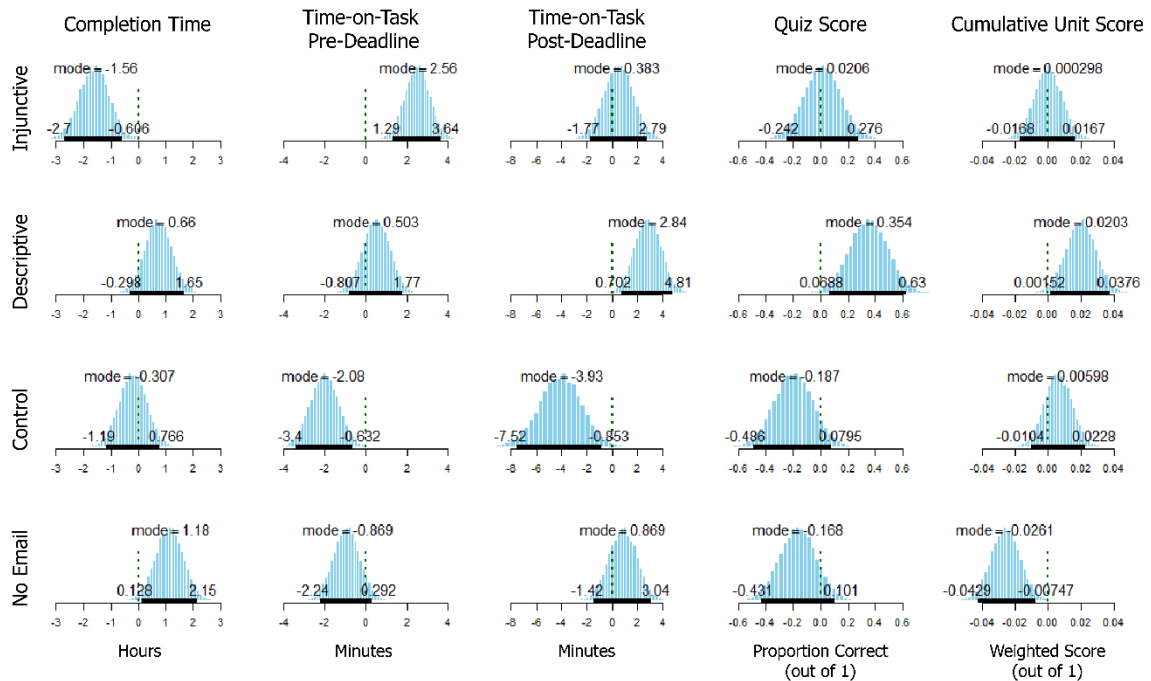 Completion Time
Time-on-Task
Pre-Deadline
Time-on-Task
Post-Deadline
Quiz Score
Cumulative Unit Score
Injunctive
mode = -1.56
-2.7
-0.606
-3 -2 -1 0 1 2 3
mode = 2.56
1.29
3.64
-4 -2 0 2 4
mode = 0.383
-1.77
2.79
-8 -6 -4 -2 0 2 4
mode = 0.0206
-0.242
0.276
-0.6 -0.4 -0.2 0.0 0.2 0.4 0.6
mode = 0.000298
-0.0168
0.0167
-0.04 -0.02 0.00 0.02 0.04
Descriptive
mode = 0.66
-0.298
1.65
-3 -2 -1 0 1 2 3
mode = 0.503
-0.807
1.77
-4 -2 0 2 4
mode = 2.84
0.702
4.81
-8 -6 -4 -2 0 2 4
mode = 0.354
0.0688
0.63
-0.6 -0.4 -0.2 0.0 0.2 0.4 0.6
mode = 0.0203
0.00152
0.0376
-0.04 -0.02 0.00 0.02 0.04
Control
mode = -0.307
-1.19
0.766
-3 -2 -1 0 1 2 3
mode = -2.08
-3.4
-0.632
-4 -2 0 2 4
mode = -3.93
-7.52
-0.853
-8 -6 -4 -2 0 2 4
mode = -0.187
-0.486
0.0795
-0.6 -0.4 -0.2 0.0 0.2 0.4 0.6
mode = 0.00598
-0.0104
0.0228
-0.04 -0.02 0.00 0.02 0.04
No Email
mode = 1.18
0.128
2.15
-3 -2 -1 0 1 2 3
mode = -0.869
-2.24
0.292
-4 -2 0 2 4
mode = 0.869
-1.42
3.04
-8 -6 -4 -2 0 2 4
mode = -0.168
-0.431
0.101
-0.6 -0.4 -0.2 0.0 0.2 0.4 0.6
mode = -0.0261
-0.0429
-0.00747
-0.04 -0.02 0.00 0.02 0.04
Hours
Minutes
Minutes
Proportion Correct
(out of 1)
Weighted Score
(out of 1)